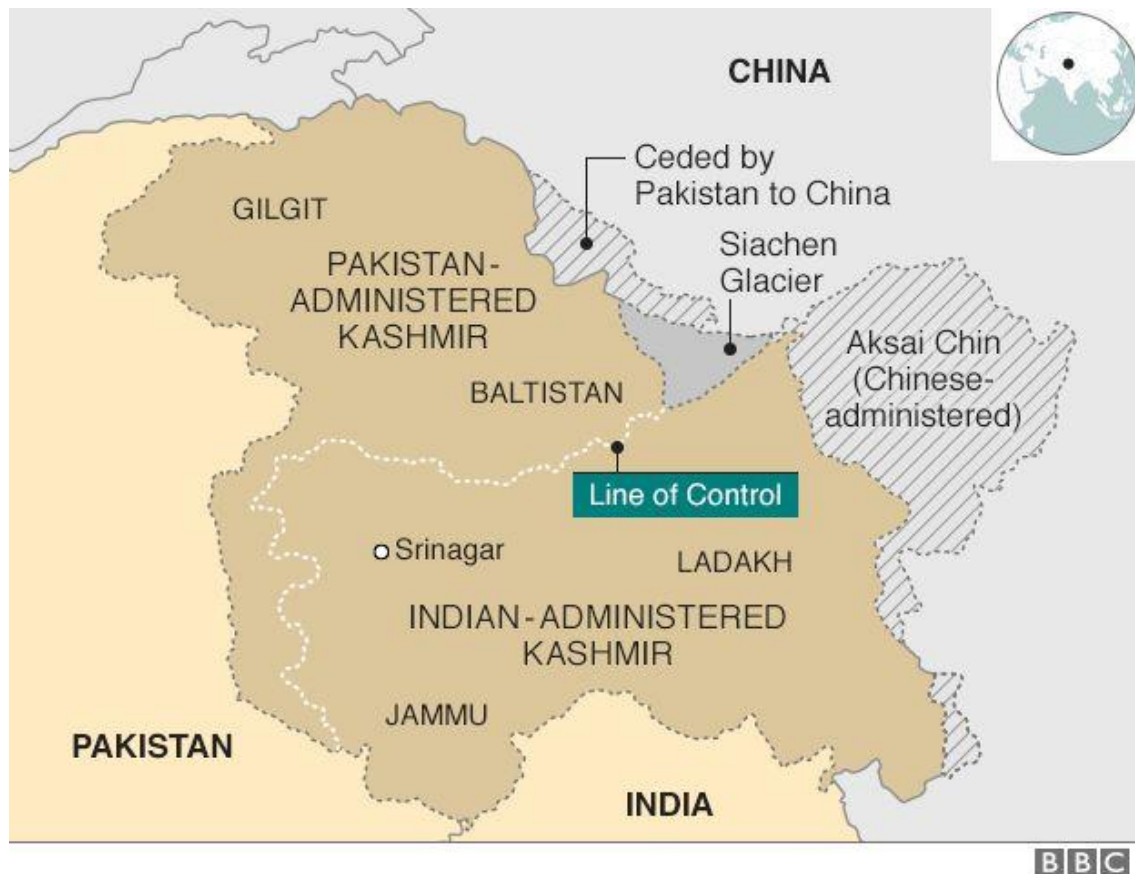 CHINA
Ceded by
Pakistan to China
Siachen
Glacier
GILGIT
PAKISTAN-
ADMINISTERED
KASHMIR
Aksai Chin
(Chinese-
administered)
BALTISTAN
Line of Control
Srinagar
LADAKH
INDIAN-ADMINISTERED
KASHMIR
JAMMU
PAKISTAN
INDIA
BBC